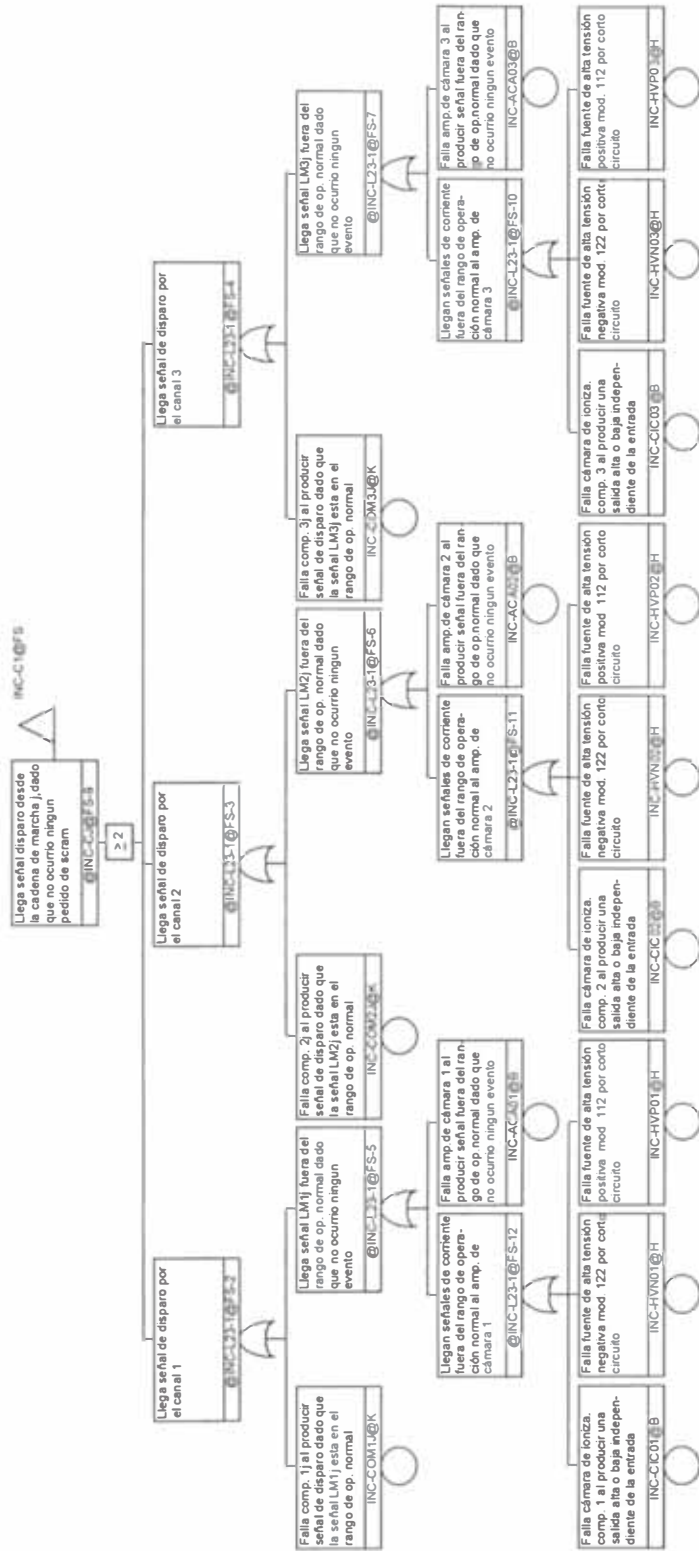 INC-C1@FS
Llega señal disparo desde
la cadena de marcha j,dado
que no ocurrio ningun
pedido de scram
≥ 2
Llega señal de disparo por
el canal 1
@INC-L23-1@FS-2
Llega señal de disparo por
el canal 2
@INC-L23-1@FS-3
Llega señal de disparo por
el canal 3
@INC-L23-1@FS-4
Falla comp. 1j al producir
señal de disparo dado que
la señal LM1j esta en el
rango de op. normal
INC-COM1J@K
Llega señal LM1j fuera del
rango de op. normal dado
que no ocurrio ningun
evento
@INC-L23-1@FS-5
Falla comp. 2j al producir
señal de disparo dado que
la señal LM2j esta en el
rango de op. normal
INC-COM2J@K
Llega señal LM2j fuera del
rango de op. normal dado
que no ocurrio ningun
evento
@INC-L23-1@FS-6
Falla comp. 3j al producir
señal de disparo dado que
la señal LM3j esta en el
rango de op. normal
INC-COM3J@K
Llega señal LM3j fuera del
rango de op. normal dado
que no ocurrio ningun
evento
@INC-L23-1@FS-7
Llegan señales de corriente
fuera del rango de opera-
ción normal al amp. de
cámara 1
@INC-L23-1@FS-12
Falla amp.de cámara 1 al
producir señal fuera del ran-
go de op.normal dado que
no ocurrio ningun evento
INC-ACA01@B
Llegan señales de corriente
fuera del rango de opera-
ción normal al amp. de
cámara 2
@INC-L23-1@FS-11
Falla amp.de cámara 2 al
producir señal fuera del ran-
go de op.normal dado que
no ocurrio ningun evento
INC-ACA02@B
Llegan señales de corriente
fuera del rango de opera-
ción normal al amp. de
cámara 3
@INC-L23-1@FS-10
Falla amp.de cámara 3 al
producir señal fuera del ran-
go de op.normal dado que
no ocurrio ningun evento
INC-ACA03@B
Falla cámara de ioniza.
comp. 1 al producir una
salida alta o baja indepen-
diente de la entrada
INC-CIC01@B
Falla fuente de alta tensión
negativa mod. 122 por corto
circuito
INC-HVN01@H
Falla fuente de alta tensión
positiva mod 112 por corto
circuito
INC-HVP01@H
Falla cámara de ioniza.
comp. 2 al producir una
salida alta o baja indepen-
diente de la entrada
INC-CIC02@B
Falla fuente de alta tensión
negativa mod. 122 por corto
circuito
INC-HVN02@H
Falla fuente de alta tensión
positiva mod. 112 por corto
circuito
INC-HVP02@H
Falla cámara de ioniza.
comp. 3 al producir una
salida alta o baja indepen-
diente de la entrada
INC-CIC03@B
Falla fuente de alta tensión
negativa mod. 122 por corto
circuito
INC-HVN03@H
Falla fuente de alta tensión
positiva mod. 112 por corto
circuito